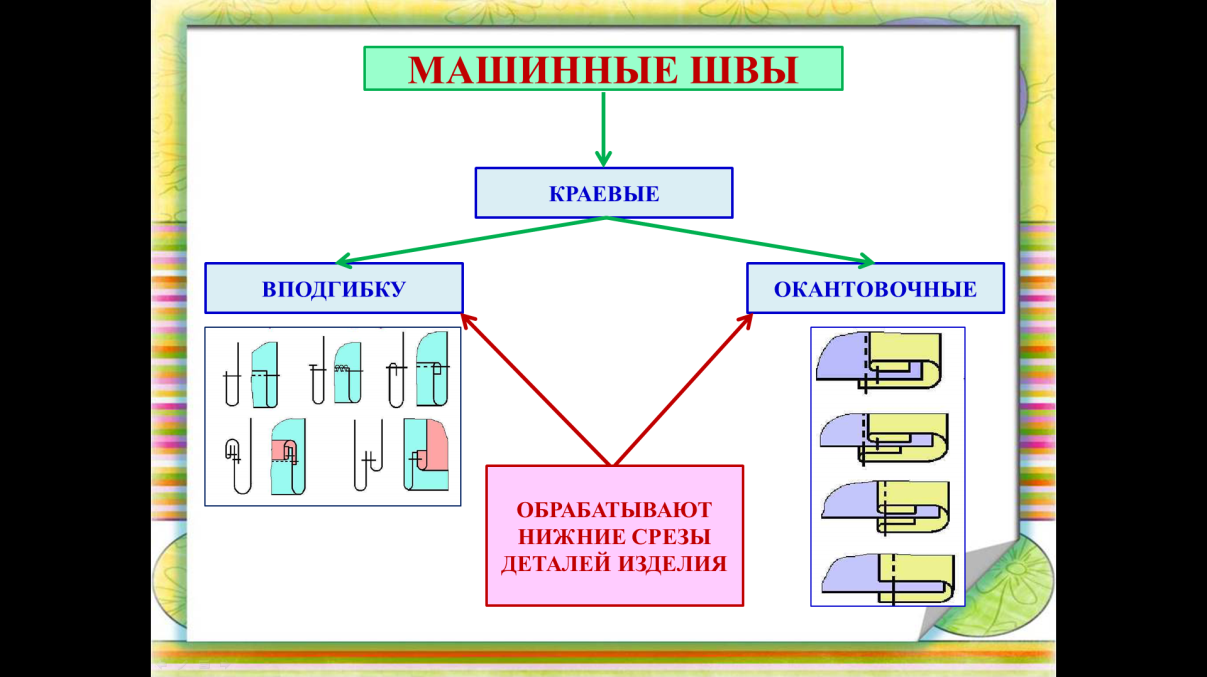 МАШИННЫЕ ШВЫ
КРАЕВЫЕ
ВПОДГИБКУ
ОКАНТОВОЧНЫЕ
ОБРАБАТЫВАЮТ
НИЖНИЕ СРЕЗЫ
ДЕТАЛЕЙ ИЗДЕЛИЯ